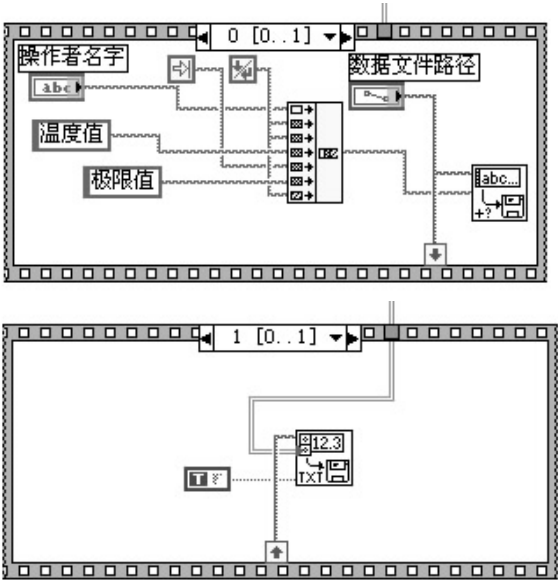 0 [0..1]
操作者名字
数据文件路径
abc
温度值
极限值
abc...
+?
1 [0..1]
12.3
TXT
T